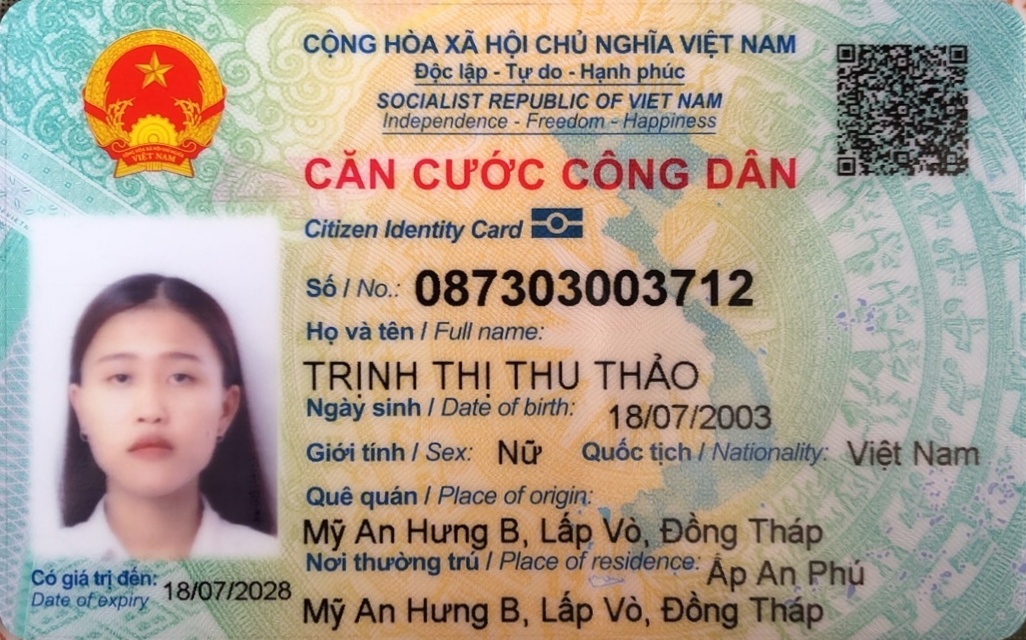 CỘNG HÒA XÃ HỘI CHỦ NGHĨA VIỆT NAM
Độc lập - Tự do - Hạnh phúc
SOCIALIST REPUBLIC OF VIET NAM
Independence - Freedom - Happiness
CĂN CƯỚC CÔNG DÂN
Citizen Identity Card
VIỆT NAM
Số / No.: 087303003712
Họ và tên / Full name:
TRỊNH THỊ THU THẢO
Ngày sinh / Date of birth: 18/07/2003
Giới tính / Sex: Nữ Quốc tịch / Nationality: Việt Nam
Quê quán / Place of origin:
Mỹ An Hưng B, Lấp Vò, Đồng Tháp
Nơi thường trú / Place of residence: Ấp An Phú
Mỹ An Hưng B, Lấp Vò, Đồng Tháp
Có giá trị đến: 18/07/2028
Date of expiry